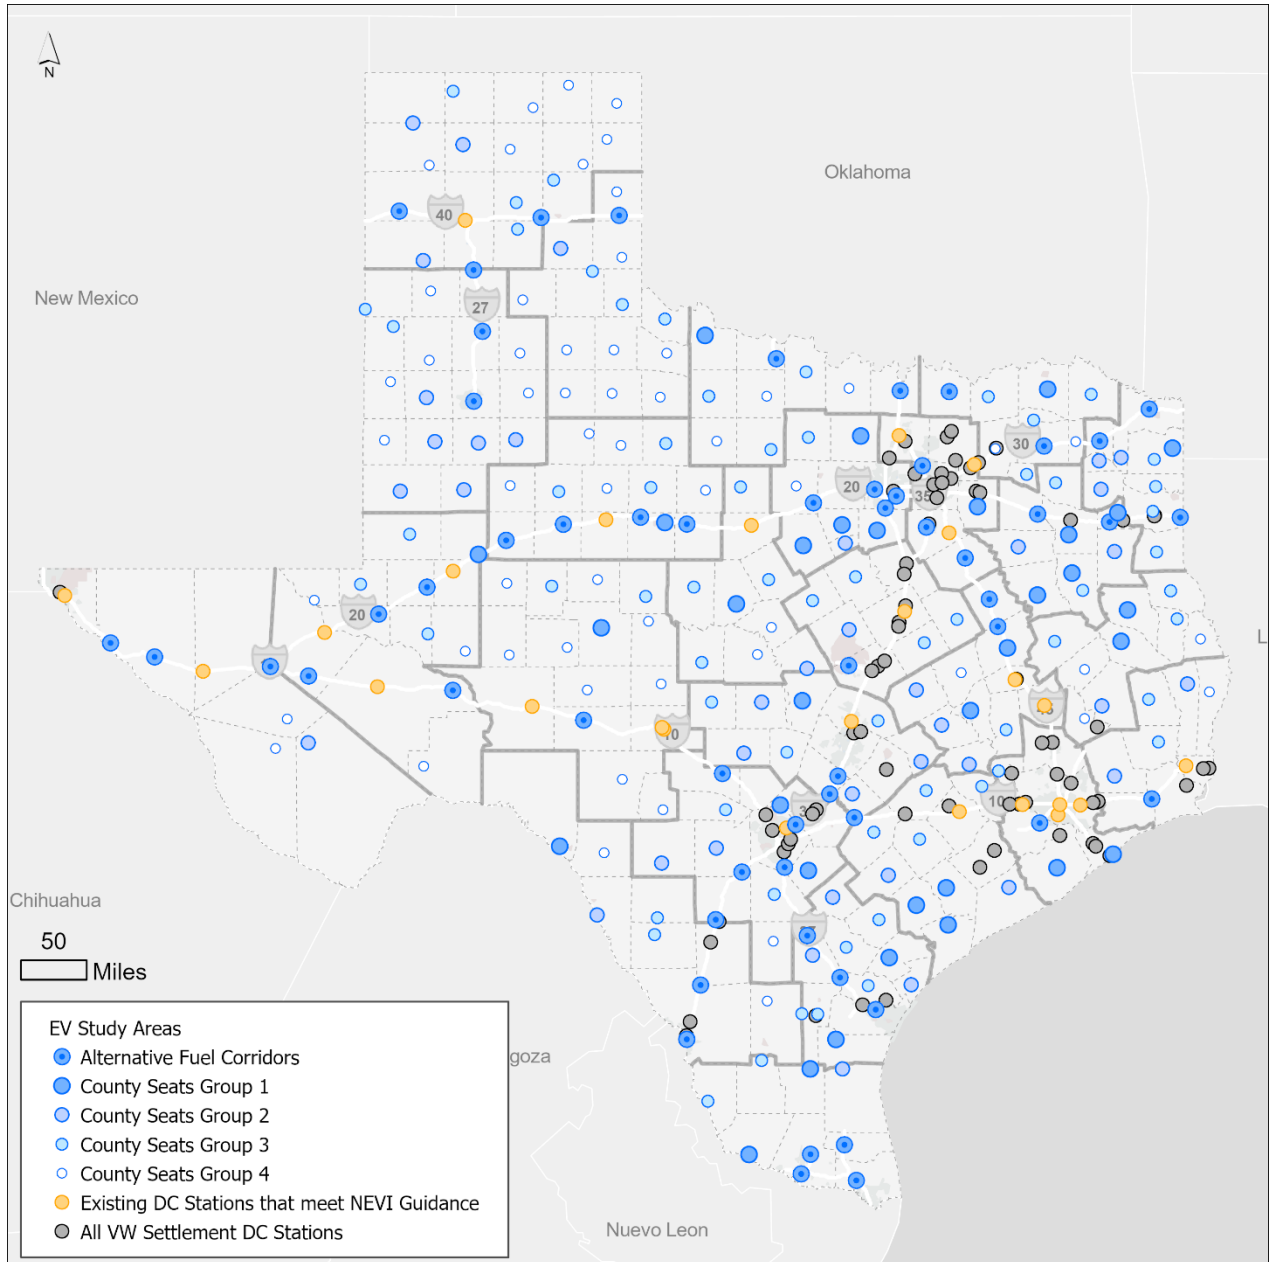 N
Oklahoma
40
New Mexico
27
30
20
35
20
L
10
10
Chihuahua
50
Miles
EV Study Areas
Alternative Fuel Corridors
goza
County Seats Group 1
County Seats Group 2
County Seats Group 3
County Seats Group 4
Existing DC Stations that meet NEVI Guidance
All VW Settlement DC Stations
Nuevo Leon